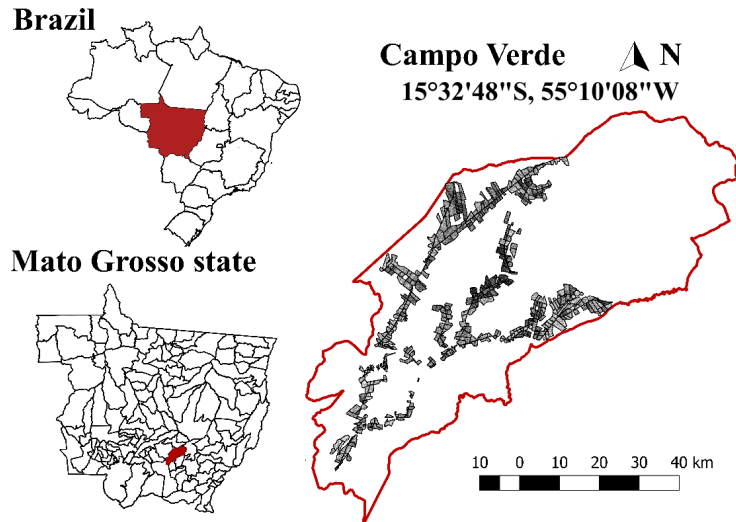 Brazil
Campo Verde N
15°32'48"S, 55°10'08"W
Mato Grosso state
10 0 10 20 30 40 km